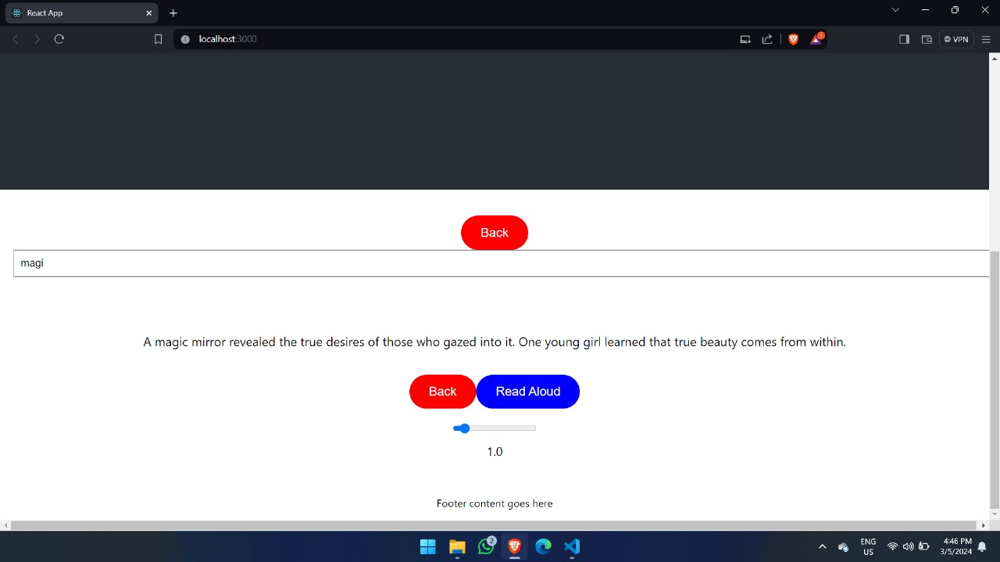 React App
localhost:3000
1
VPN
Back
magi
A magic mirror revealed the true desires of those who gazed into it. One young girl learned that true beauty comes from within.
Back Read Aloud
1.0
Footer content goes here
2
ENG
US
4:46 PM
3/5/2024